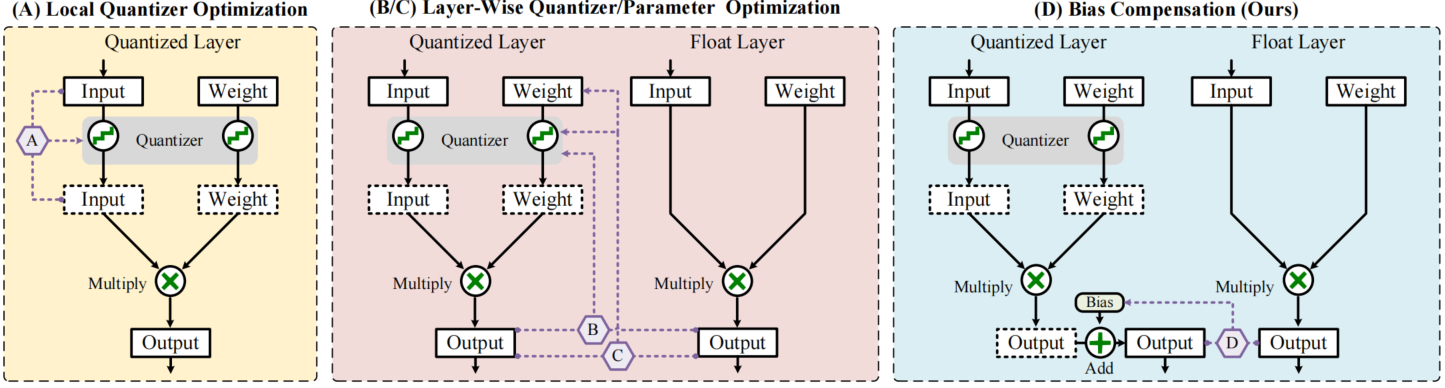 (A) Local Quantizer Optimization
Quantized Layer
Input
Weight
A
Quantizer
Input
Weight
Multiply
Output
(B/C) Layer-Wise Quantizer/Parameter Optimization
Quantized Layer
Float Layer
Input
Weight
Input
Weight
Quantizer
Input
Weight
Multiply
Multiply
B
Output
Output
C
(D) Bias Compensation (Ours)
Quantized Layer
Float Layer
Input
Weight
Input
Weight
Quantizer
Input
Weight
Multiply
Multiply
Bias
Output
Output
D
Output
Add